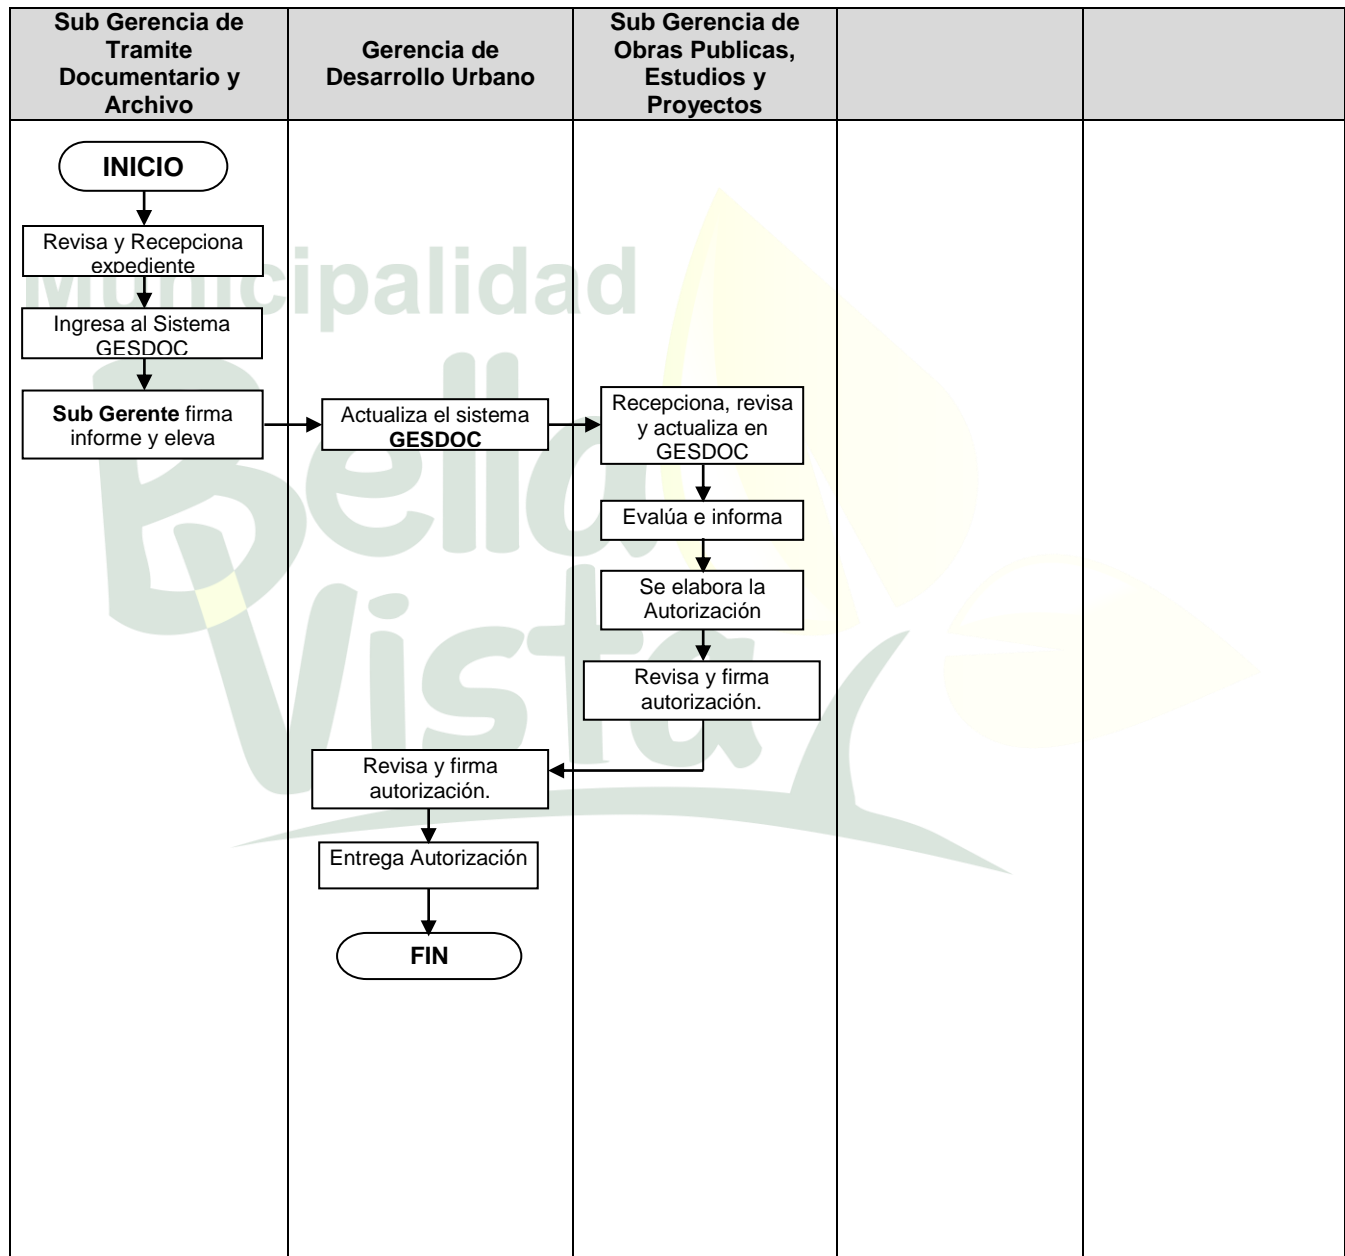 Sub Gerencia de
Tramite
Documentario y
Archivo
Gerencia de
Desarrollo Urbano
Sub Gerencia de
Obras Publicas,
Estudios y
Proyectos
INICIO
Revisa y Recepciona
expediente
Municipalidad
Ingresa al Sistema
GESDOC
Sub Gerente firma
informe y eleva
Actualiza el sistema
GESDOC
Recepciona, revisa
y actualiza en
GESDOC
Bella
Vista
Evalúa e informa
Se elabora la
Autorización
Revisa y firma
autorización.
Revisa y firma
autorización.
Entrega Autorización
FIN